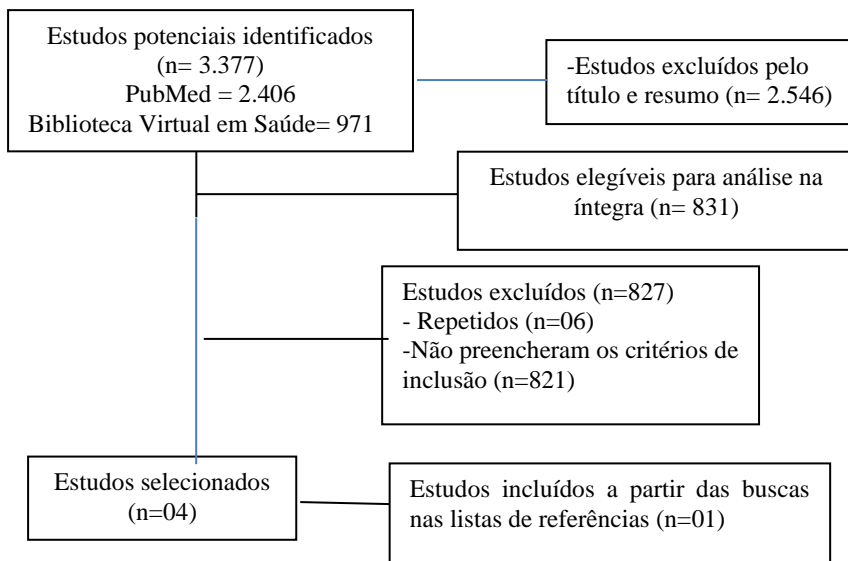 Estudos potenciais identificados
(n= 3.377)
PubMed = 2.406
Biblioteca Virtual em Saúde= 971
-Estudos excluídos pelo
título e resumo (n= 2.546)
Estudos elegíveis para análise na
íntegra (n= 831)
Estudos excluídos (n=827)
- Repetidos (n=06)
-Não preencheram os critérios de
inclusão (n=821)
Estudos selecionados
(n=04)
Estudos incluídos a partir das buscas
nas listas de referências (n=01)